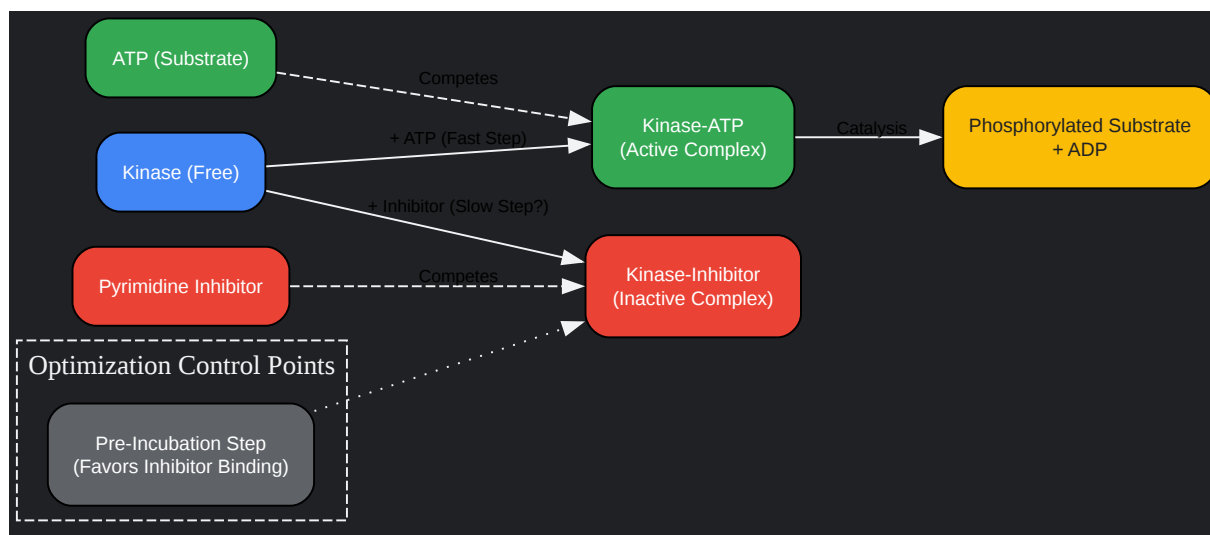 ATP (Substrate)
Competes
Kinase-ATP
(Active Complex)
Catalysis
Phosphorylated Substrate
+ ADP
+ ATP (Fast Step)
Kinase (Free)
+ Inhibitor (Slow Step?)
Pyrimidine Inhibitor
Competes
Kinase-Inhibitor
(Inactive Complex)
Optimization Control Points
Pre-Incubation Step
(Favors Inhibitor Binding)